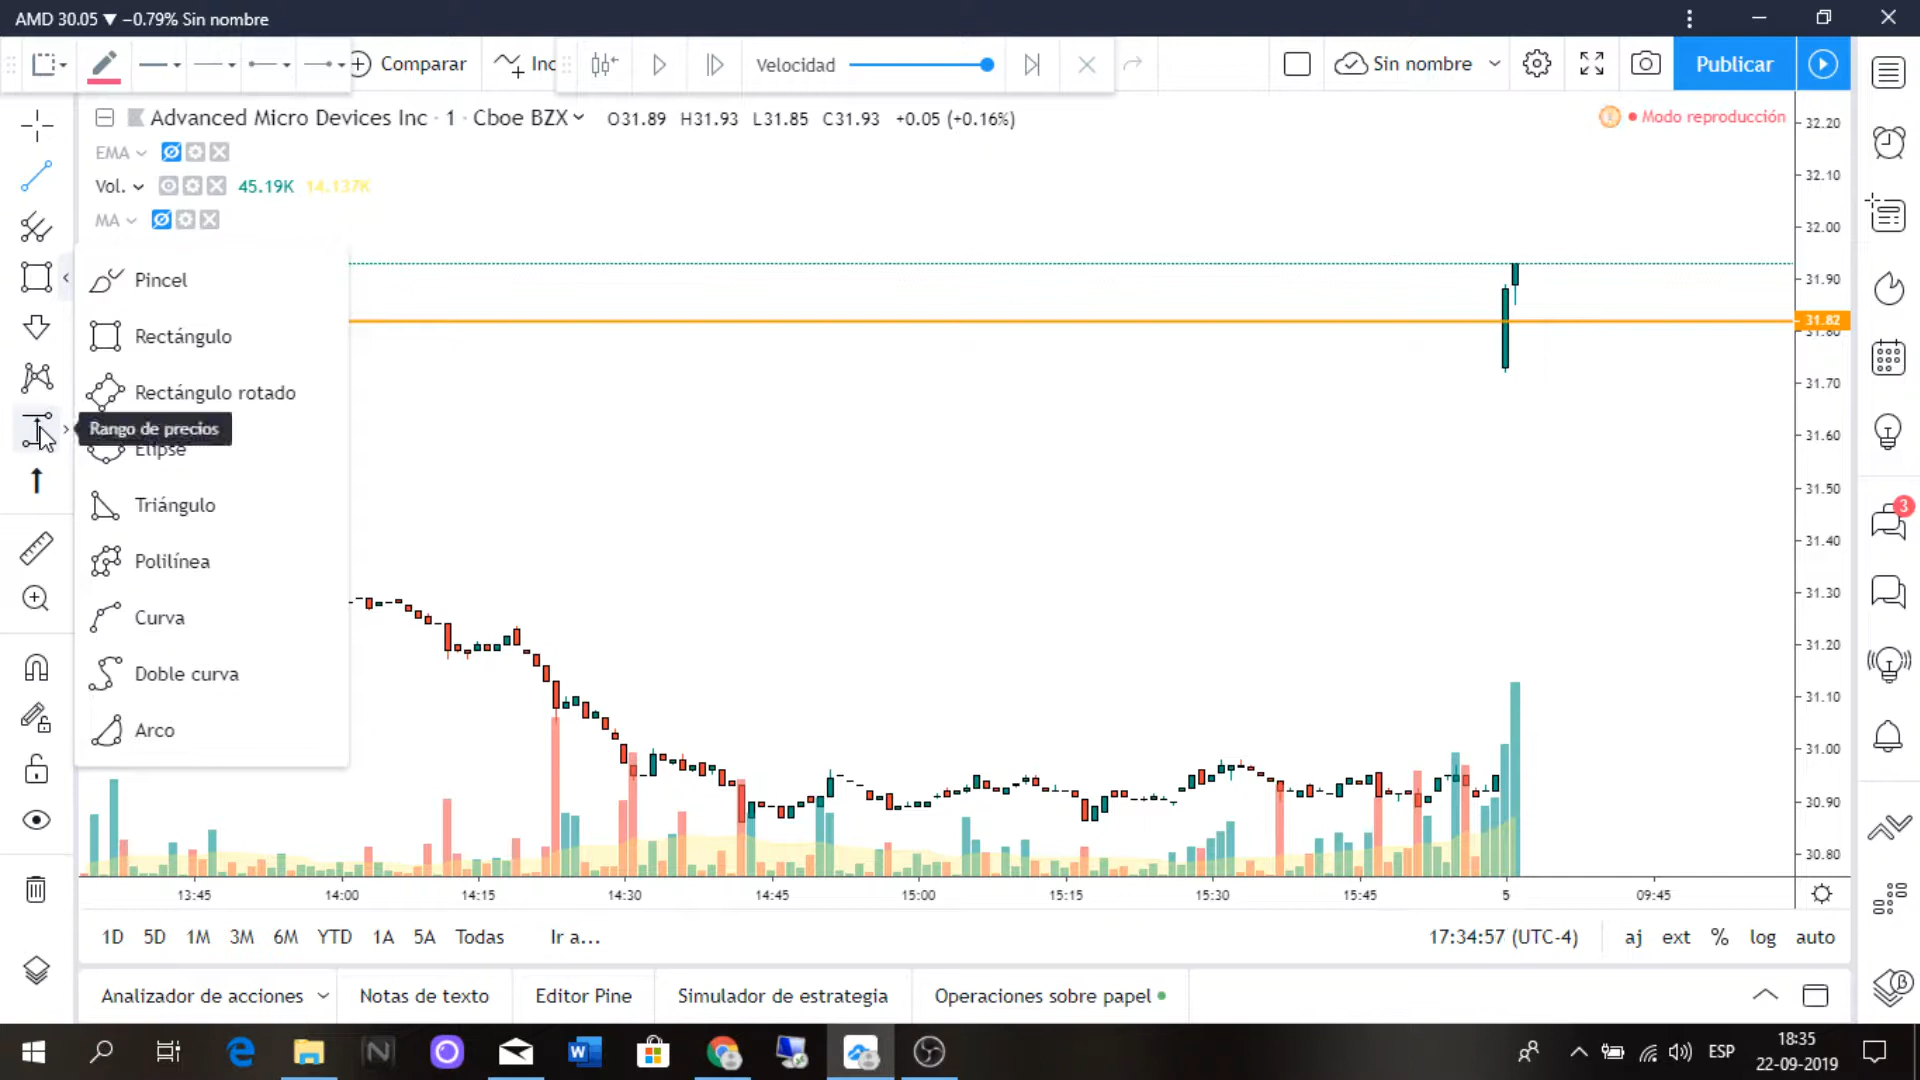 AMD 30.05 ▼ −0.79% Sin nombre
Comparar
Inc
Velocidad
Sin nombre
Publicar
Advanced Micro Devices Inc · 1 · Cboe BZX
O31.89 H31.93 L31.85 C31.93 +0.05 (+0.16%)
Modo reproducción
EMA
Vol. 45.19K 14.137K
MA
Pincel
Rectángulo
Rectángulo rotado
Rango de precios
Elipse
Triángulo
Polilínea
Curva
Doble curva
Arco
32.20
32.10
32.00
31.90
31.82
31.80
31.70
31.60
31.50
31.40
31.30
31.20
31.10
31.00
30.90
30.80
3
13:45 14:00 14:15 14:30 14:45 15:00 15:15 15:30 15:45 5 09:45
1D 5D 1M 3M 6M YTD 1A 5A Todas Ir a...
17:34:57 (UTC-4) aj ext % log auto
Analizador de acciones Notas de texto Editor Pine Simulador de estrategia Operaciones sobre papel
β
ESP
18:35
22-09-2019